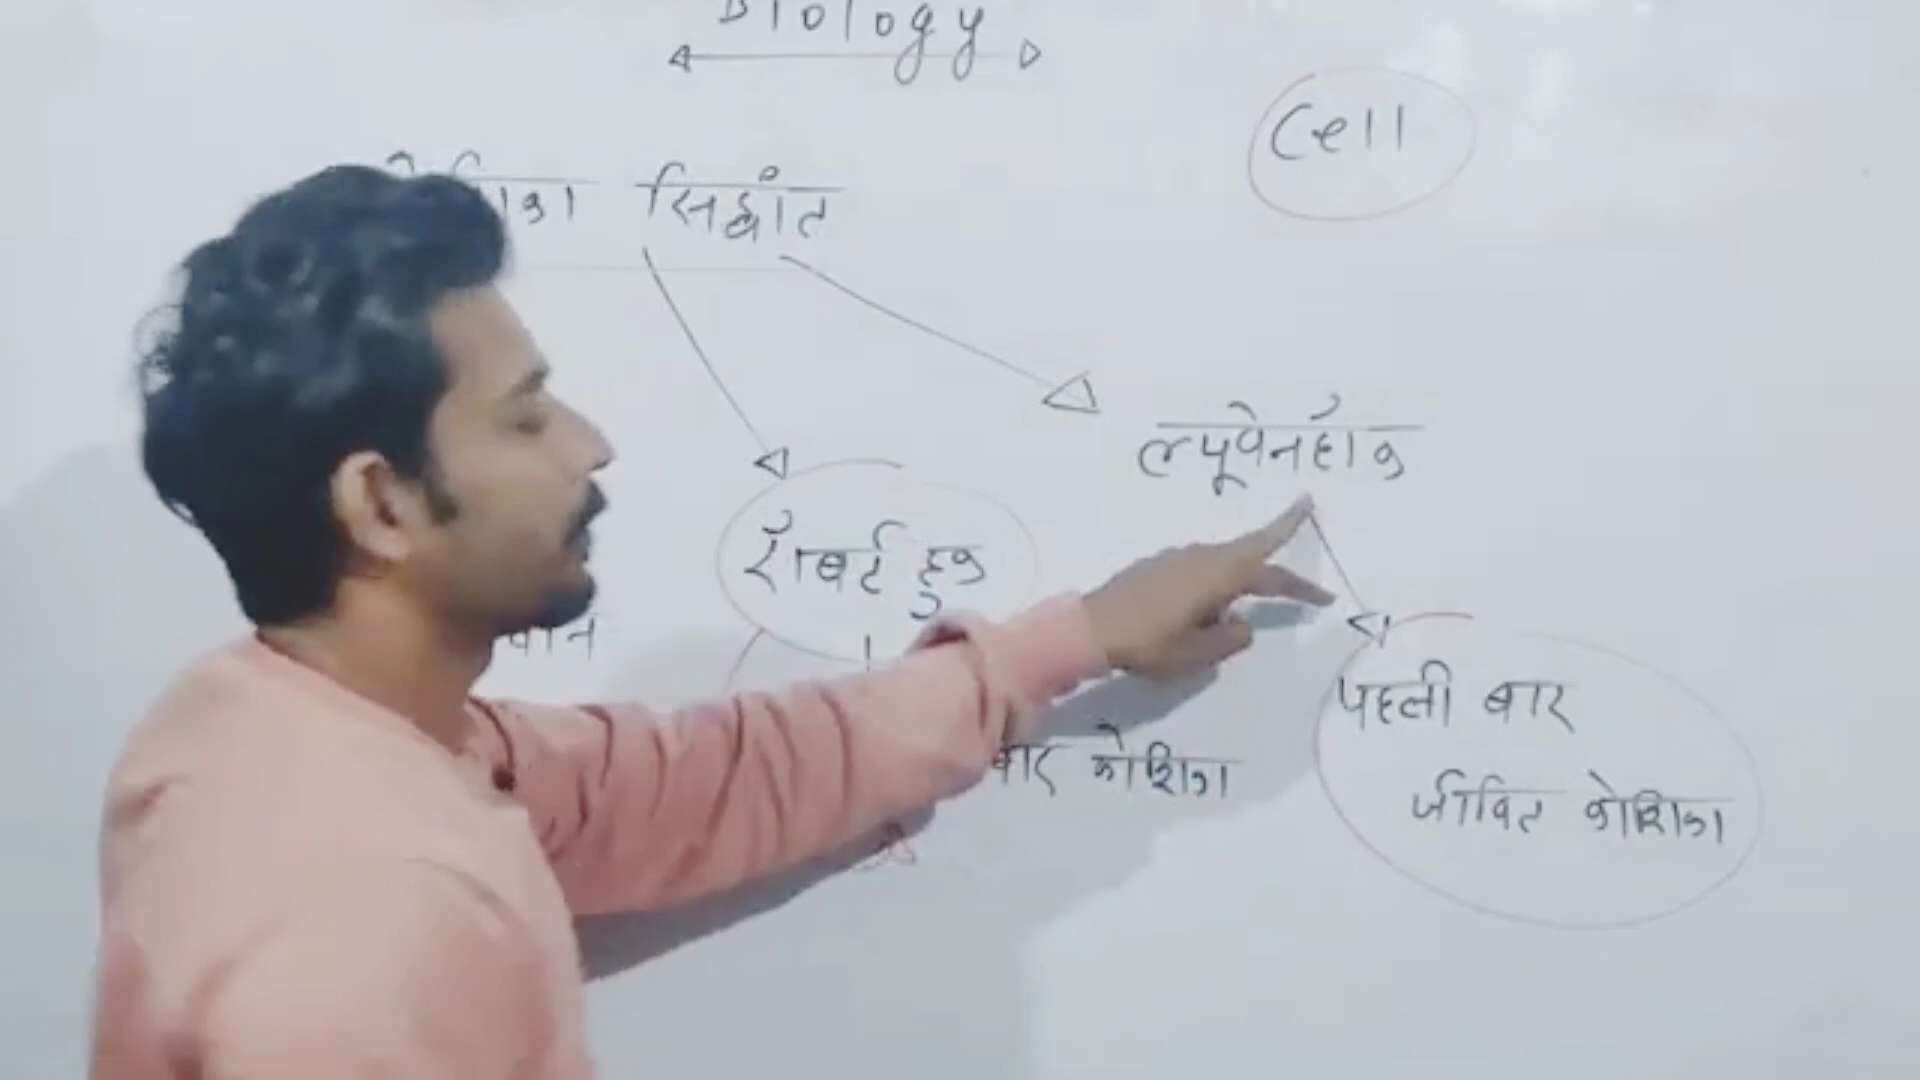 Biology
Cell
सिद्धांत
ल्यूवेनहॉक
रॉबर्ट हुक
पहली बार
जीवित कोशिका
बार कोशिका